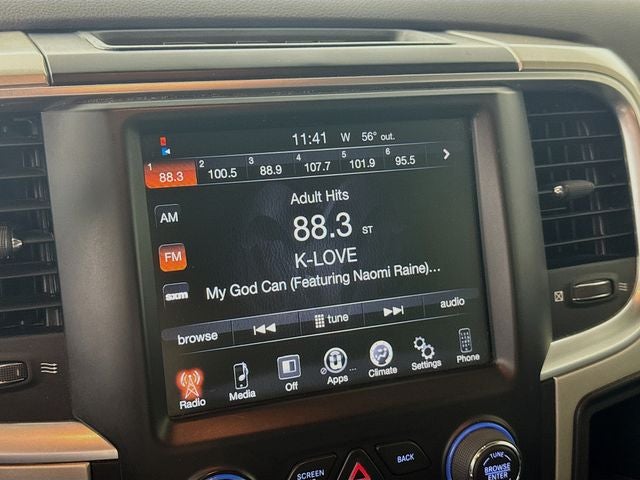 11:41 W 56° out.
1 88.3 2 100.5 3 88.9 4 107.7 5 101.9 6 95.5
Adult Hits
AM
88.3 ST
FM
K-LOVE
sxm
My God Can (Featuring Naomi Raine)...
browse tune audio
Radio Media Off Apps Climate Settings Phone
SCREEN BACK TUNE
BROWSE
ENTER